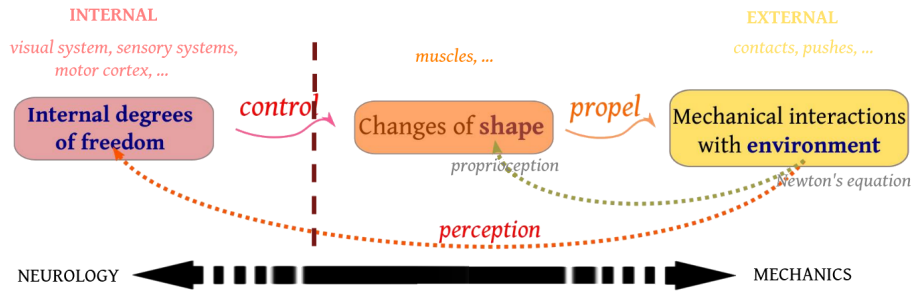 INTERNAL
EXTERNAL
visual system, sensory systems,
motor cortex, ...
muscles, ...
contacts, pushes, ...
Internal degrees
of freedom
control
Changes of shape
propel
Mechanical interactions
with environment
proprioception
Newton's equation
perception
NEUROLOGY
MECHANICS